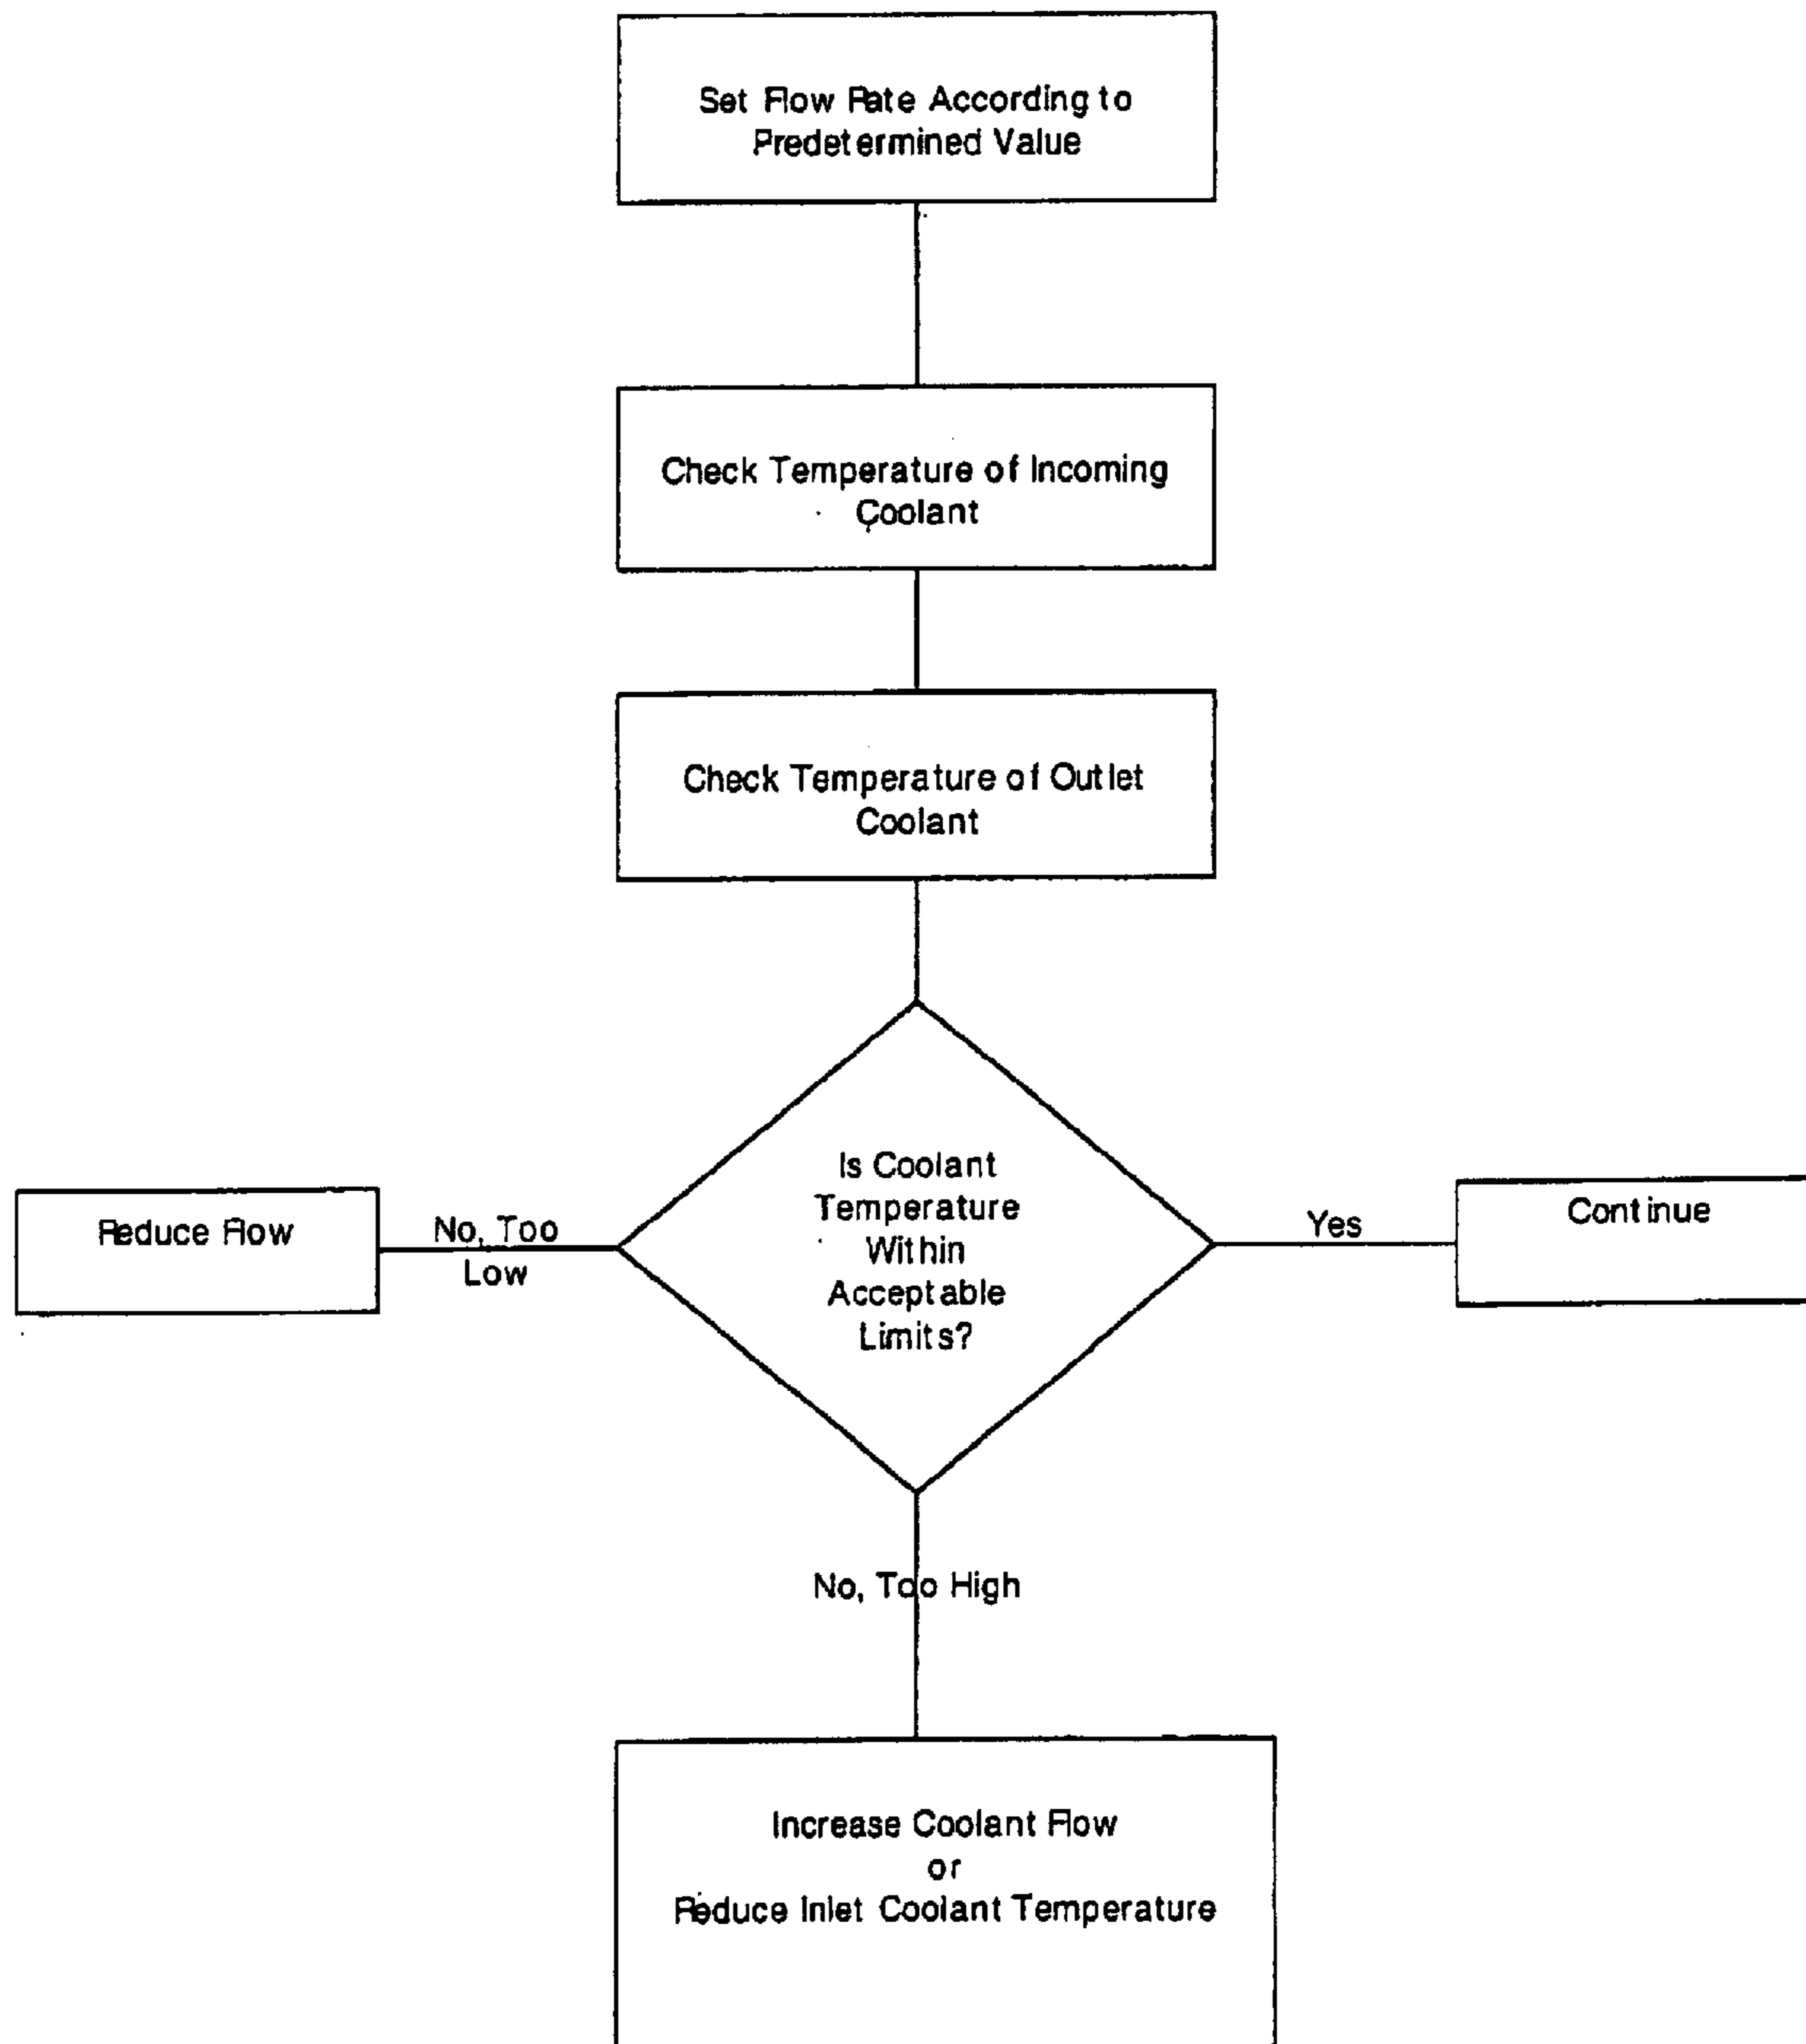 Set Flow Rate According to
Predetermined Value
Check Temperature of Incoming
Coolant
Check Temperature of Outlet
Coolant
Is Coolant
Temperature
Within
Acceptable
Limits?
Reduce Flow
No, Too
Low
Yes
Continue
No, Too High
Increase Coolant Flow
or
Reduce Inlet Coolant Temperature